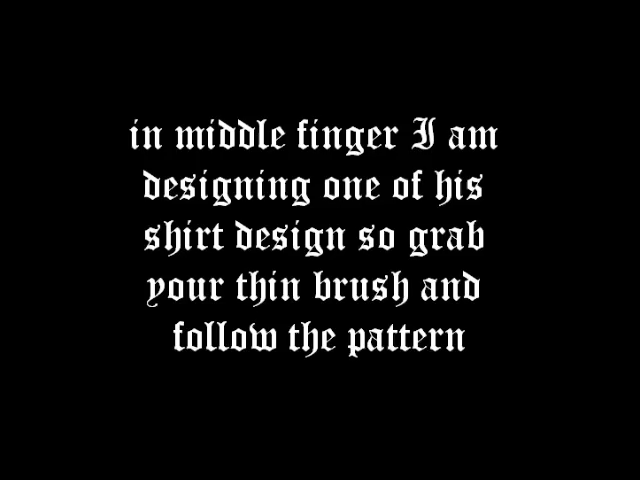 in middle finger I am
designing one of his
shirt design so grab
your thin brush and
follow the pattern